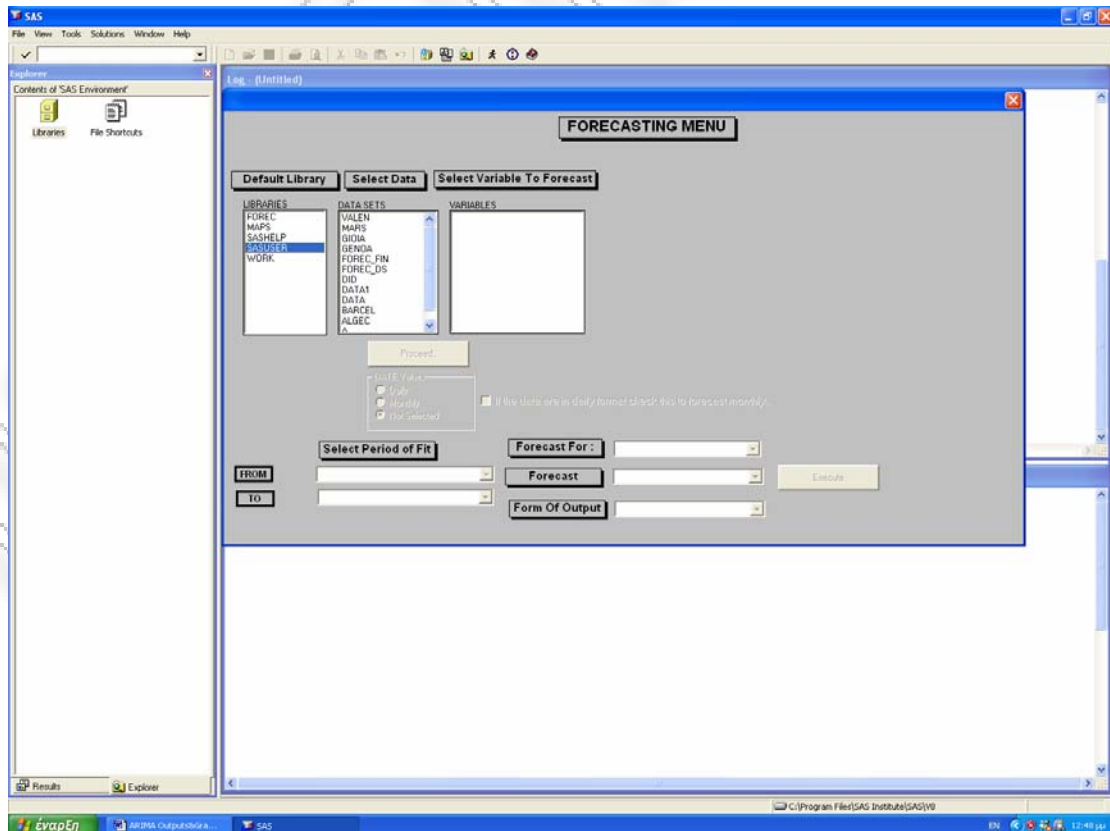 SAS
File View Tools Solutions Window Help
Explorer
Contents of 'SAS Environment'
Libraries
File Shortcuts
Log - (Untitled)
FORECASTING MENU
Default Library
Select Data
Select Variable To Forecast
LIBRARIES
FOREC
MAPS
SASHELP
SASUSER
WORK
DATA SETS
VALEN
MARS
GIOIA
GENOA
FOREC_FIN
FOREC_DS
DID
DATA1
DATA
BARCEL
ALGEC
VARIABLES
Proceed.
DATE Value
Daily
Monthly
Not Selected
If the data are in daily format check this to forecast monthly.
Select Period of Fit
FROM
TO
Forecast For :
Forecast
Form Of Output
Execute
Results
Explorer
C:\Program Files\SAS Institute\SAS\V8
έναρξη
ARIMA Outputs&Gra...
SAS
EN
12:48 μμ